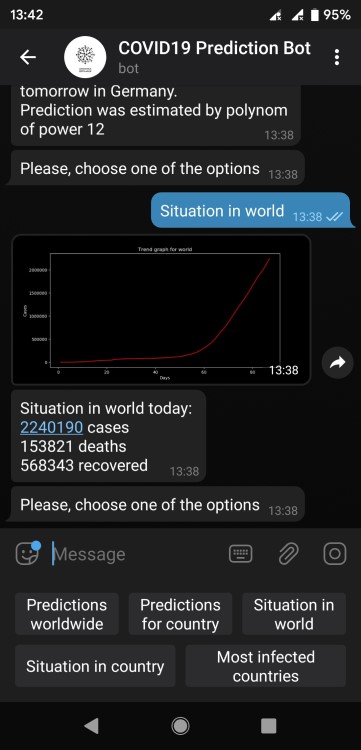 13:42
95%
COVID19 Prediction Bot
bot
tomorrow in Germany.
Prediction was estimated by polynom
of power 12
13:38
Please, choose one of the options
13:38
Situation in world
13:38
Trend graph for world
2000000
1500000
1000000
500000
0
Cases
0
20
40
60
80
Days
13:38
Situation in world today:
2240190 cases
153821 deaths
568343 recovered
13:38
Please, choose one of the options
13:38
Message
Predictions
worldwide
Predictions
for country
Situation in
world
Situation in country
Most infected
countries